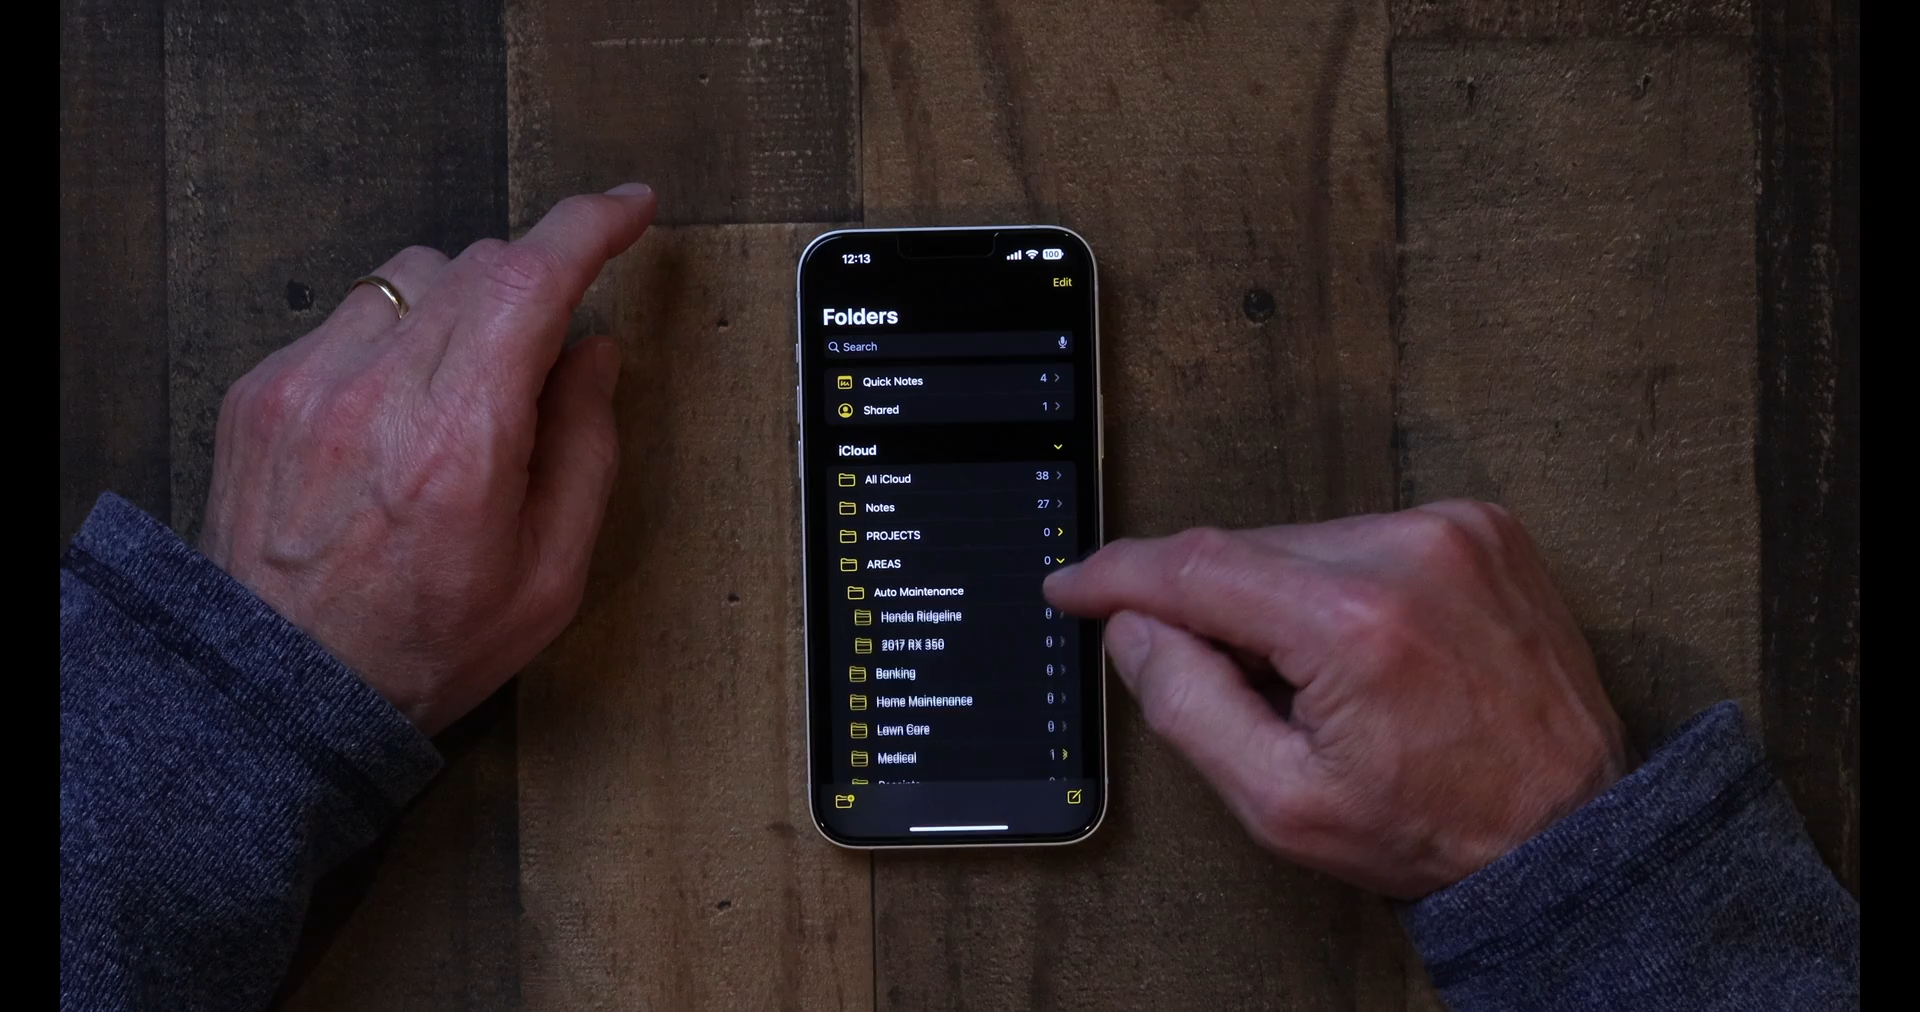 12:13 100
Edit
Folders
Search
Quick Notes 4
Shared 1
iCloud
All iCloud 38
Notes 27
PROJECTS 0
AREAS 0
Auto Maintenance
Honda Ridgeline 0
2017 RX 350 0
Banking 0
Home Maintenance 0
Lawn Care 0
Medical 1